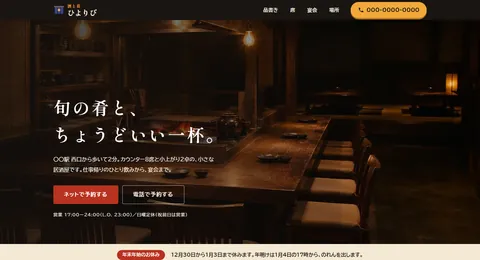 酒と肴
ひよりび
品書き
席
宴会
場所
000-0000-0000
旬の肴と、
ちょうどいい一杯。
〇〇駅 西口から歩いて2分。カウンター8席と小上がり2卓の、小さな
居酒屋です。仕事帰りのひとり飲みから、宴会まで。
ネットで予約する
電話で予約する
営業 17:00〜24:00(L.O. 23:00)／日曜定休(祝前日は営業)
年末年始のお休み
12月30日から1月3日まで休みます。年明けは1月4日の17時から、のれんを出します。